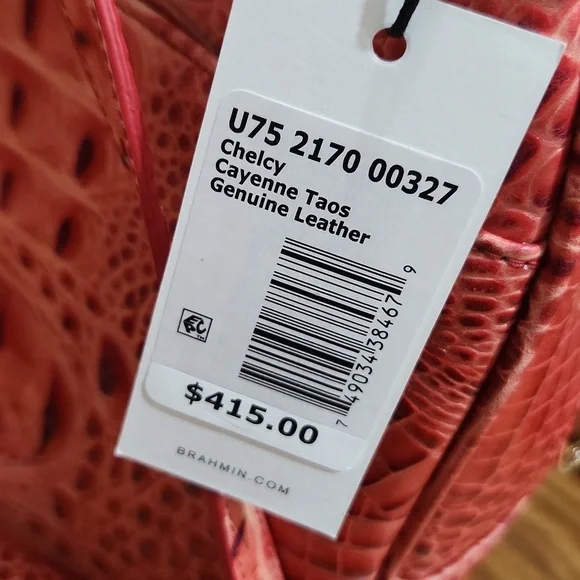 U75 2170 00327
Chelcy
Cayenne Taos
Genuine Leather
7 49034 38467 9
$415.00
BRAHMIN.COM